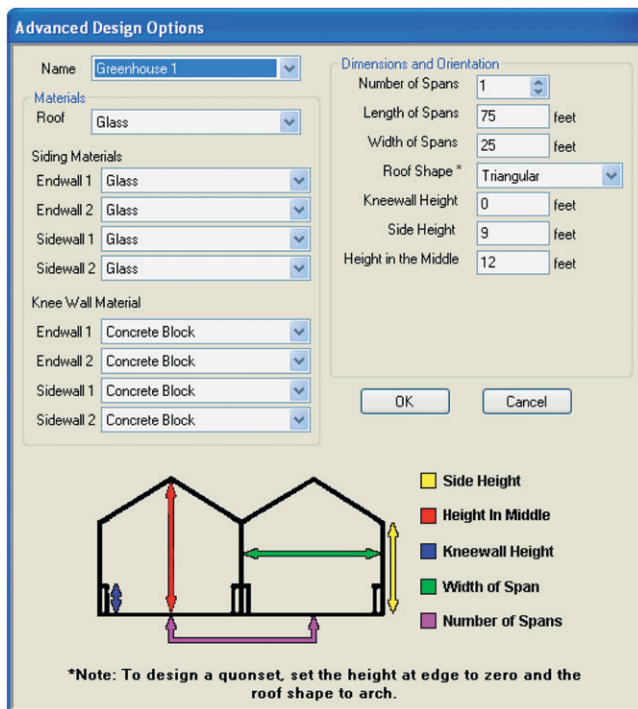 Advanced Design Options
Name Greenhouse 1
Materials
Roof Glass
Siding Materials
Endwall 1 Glass
Endwall 2 Glass
Sidewall 1 Glass
Sidewall 2 Glass
Knee Wall Material
Endwall 1 Concrete Block
Endwall 2 Concrete Block
Sidewall 1 Concrete Block
Sidewall 2 Concrete Block
Dimensions and Orientation
Number of Spans 1
Length of Spans 75 feet
Width of Spans 25 feet
Roof Shape * Triangular
Kneewall Height 0 feet
Side Height 9 feet
Height in the Middle 12 feet
OK Cancel
Side Height
Height In Middle
Kneewall Height
Width of Span
Number of Spans
*Note: To design a quonset, set the height at edge to zero and the
roof shape to arch.